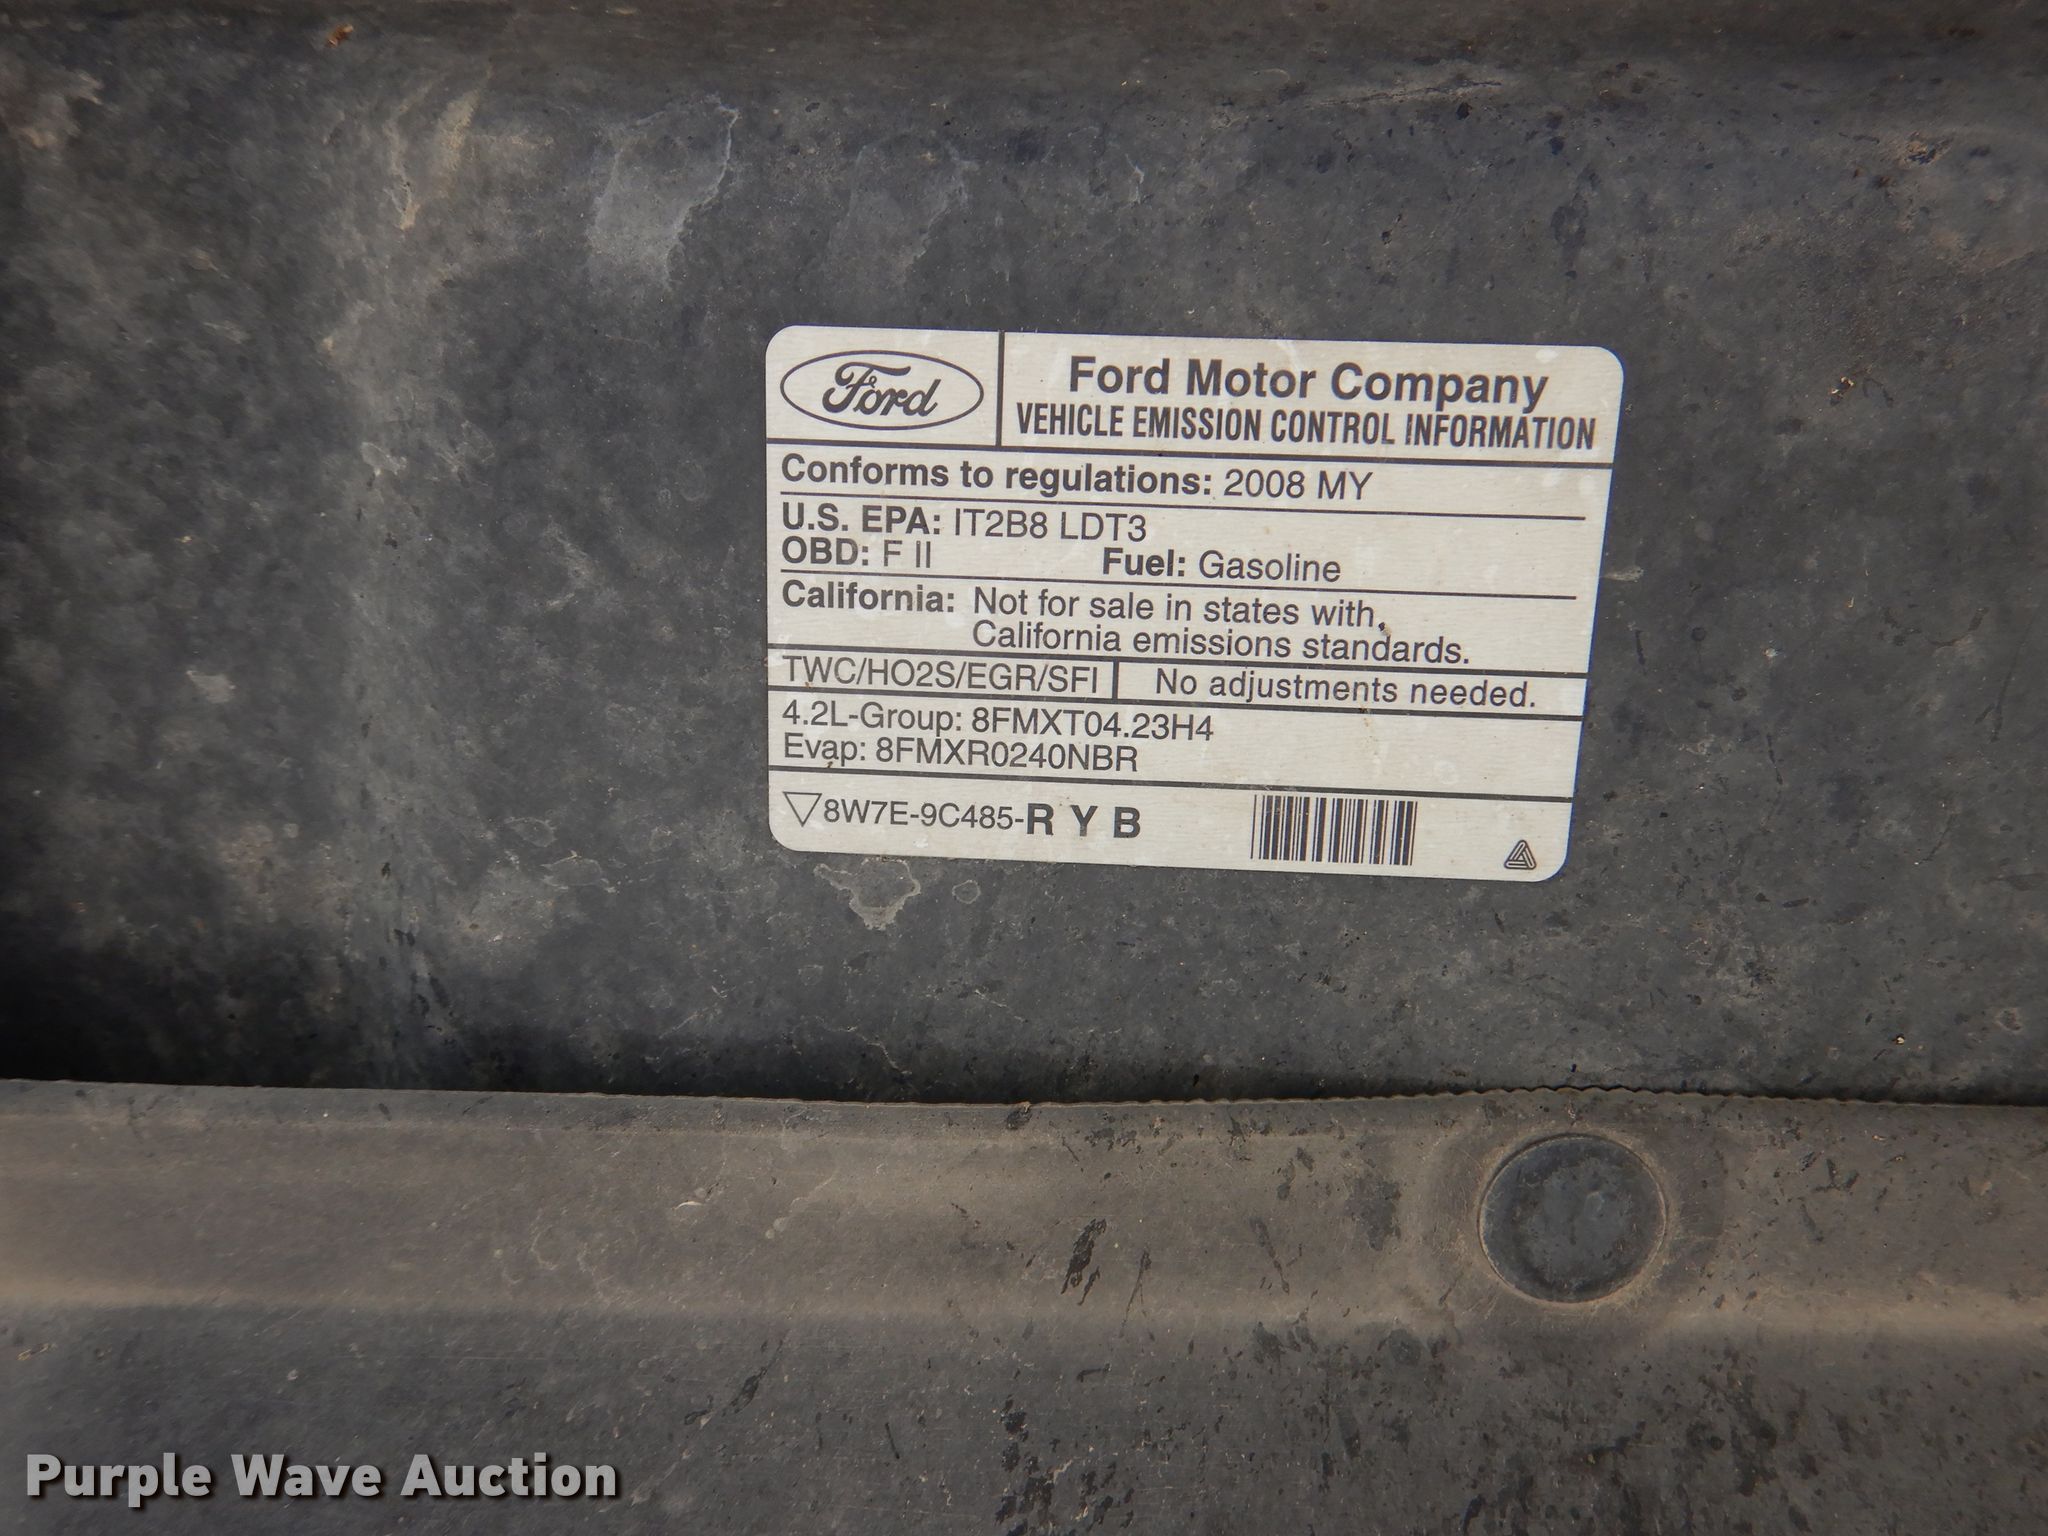 Ford
Ford Motor Company
VEHICLE EMISSION CONTROL INFORMATION
Conforms to regulations: 2008 MY
U.S. EPA: IT2B8 LDT3
OBD: F II Fuel: Gasoline
California: Not for sale in states with
California emissions standards.
TWC/HO2S/EGR/SFI No adjustments needed.
4.2L-Group: 8FMXT04.23H4
Evap: 8FMXR0240NBR
▽8W7E-9C485-R Y B
Purple Wave Auction